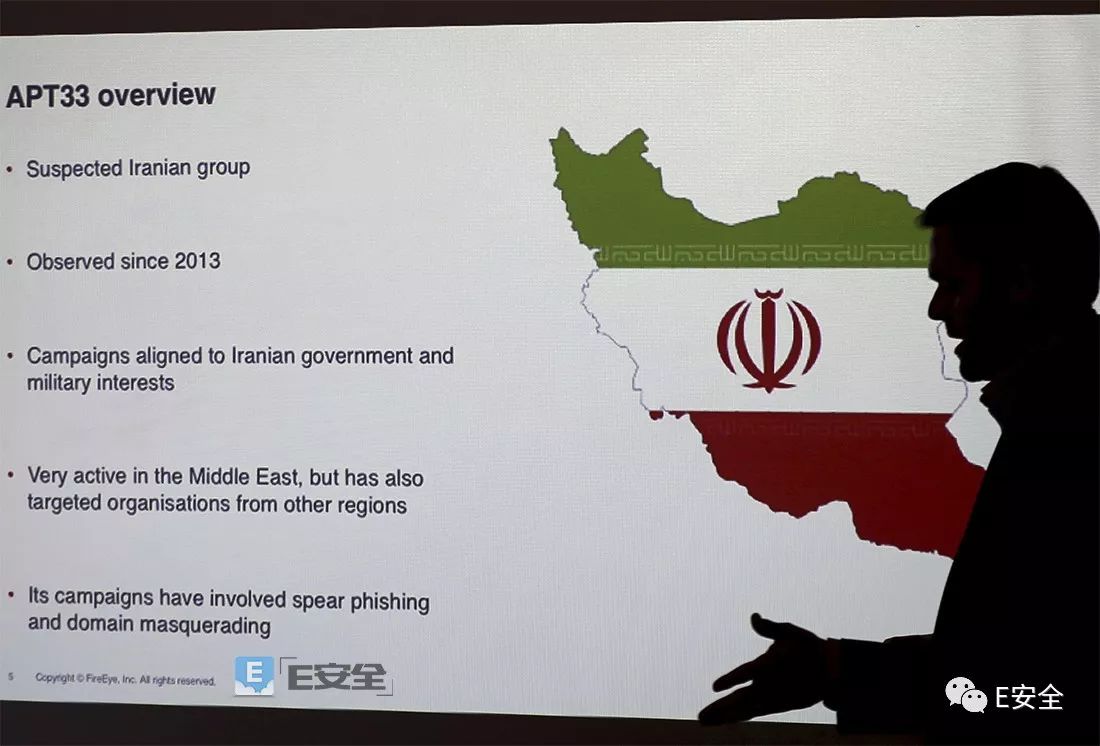 APT33 overview
• Suspected Iranian group
• Observed since 2013
• Campaigns aligned to Iranian government and
military interests
• Very active in the Middle East, but has also
targeted organisations from other regions
• Its campaigns have involved spear phishing
and domain masquerading
5 Copyright © FireEye, Inc. All rights reserved.
E E安全
E安全